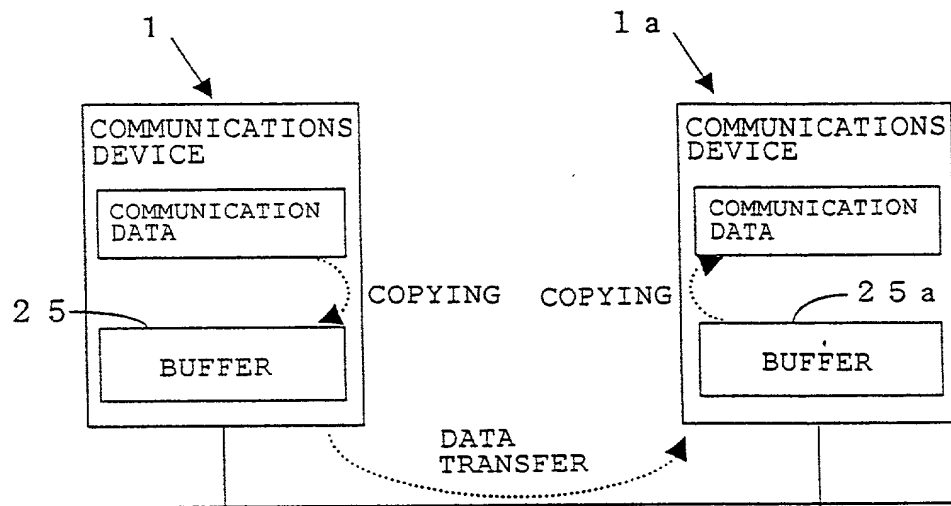 1
1 a
COMMUNICATIONS
DEVICE
COMMUNICATIONS
DEVICE
COMMUNICATION
DATA
COMMUNICATION
DATA
COPYING
COPYING
2 5
2 5 a
BUFFER
BUFFER
DATA
TRANSFER